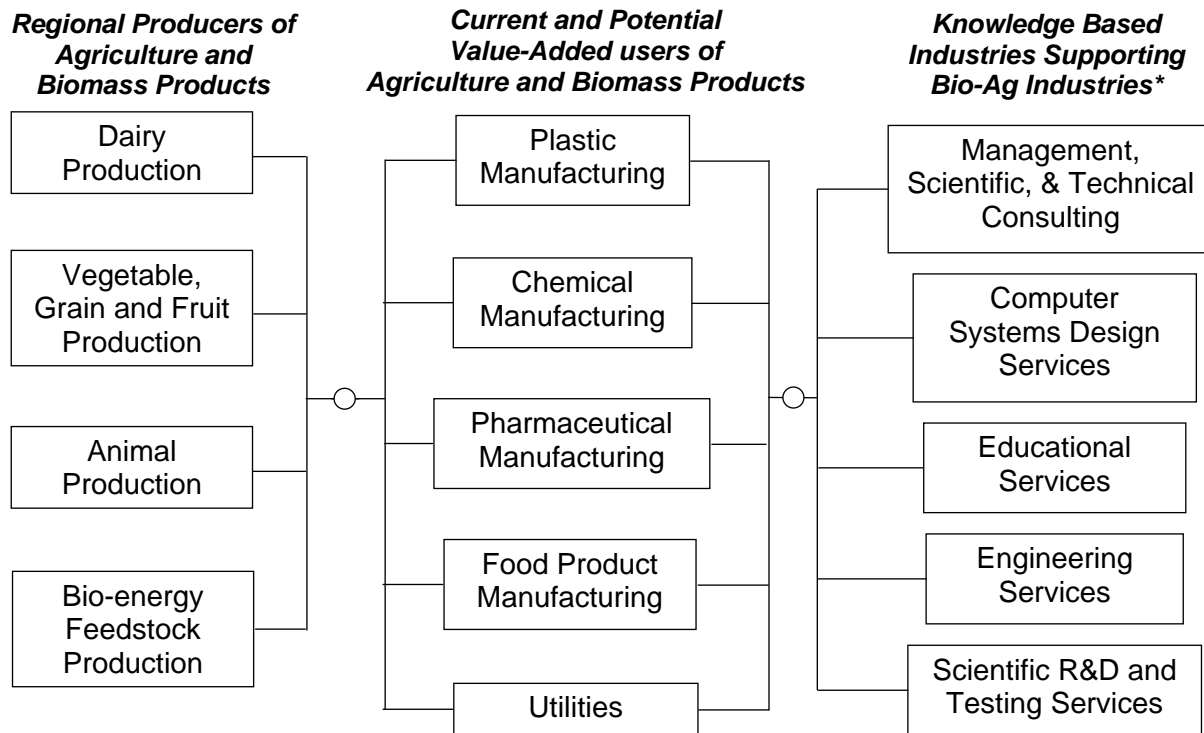 Regional Producers of
Agriculture and
Biomass Products
Current and Potential
Value-Added users of
Agriculture and Biomass Products
Knowledge Based
Industries Supporting
Bio-Ag Industries*
Dairy
Production
Vegetable,
Grain and Fruit
Production
Animal
Production
Bio-energy
Feedstock
Production
Plastic
Manufacturing
Chemical
Manufacturing
Pharmaceutical
Manufacturing
Food Product
Manufacturing
Utilities
Management,
Scientific, & Technical
Consulting
Computer
Systems Design
Services
Educational
Services
Engineering
Services
Scientific R&D and
Testing Services